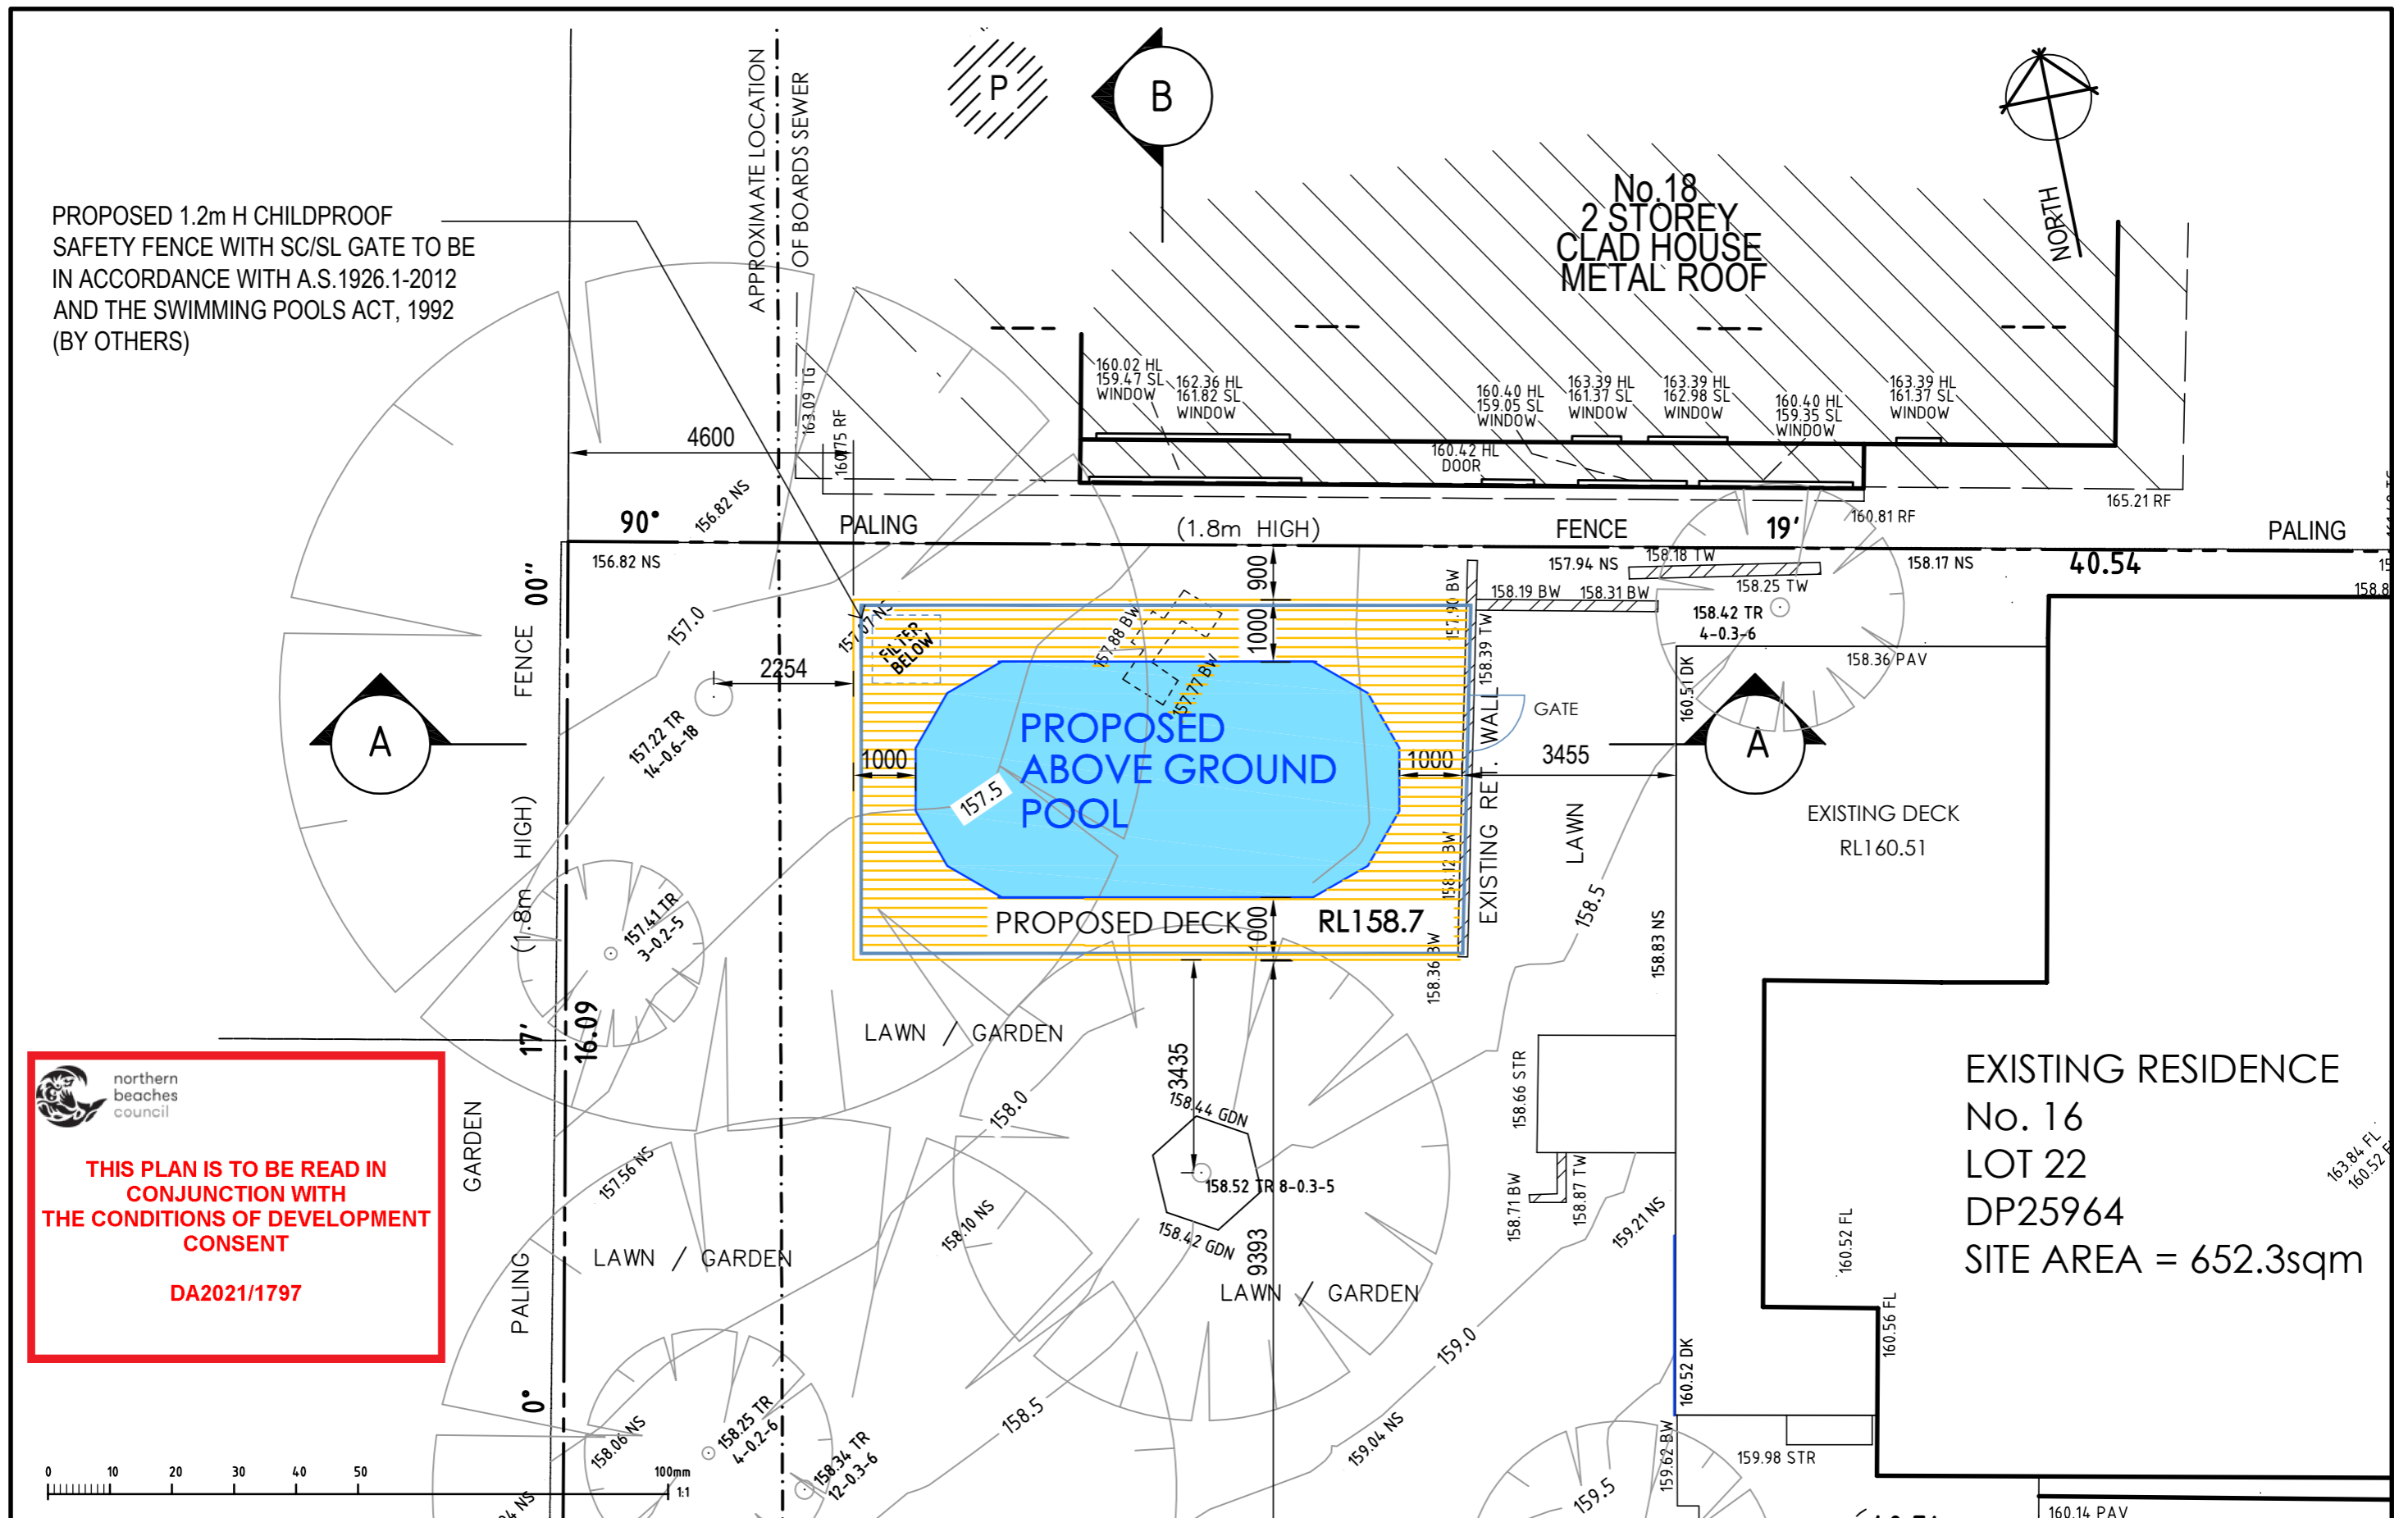 APPROXIMATE LOCATION
OF BOARDS SEWER
P
B
NORTH
No.18
2 STOREY
CLAD HOUSE
METAL ROOF
PROPOSED 1.2m H CHILDPROOF
SAFETY FENCE WITH SC/SL GATE TO BE
IN ACCORDANCE WITH A.S.1926.1-2012
AND THE SWIMMING POOLS ACT, 1992
(BY OTHERS)
163.09 TG
160.75 RF
4600
160.02 HL
159.47 SL
WINDOW
162.36 HL
161.82 SL
WINDOW
160.40 HL
159.05 SL
WINDOW
163.39 HL
161.37 SL
WINDOW
163.39 HL
162.98 SL
WINDOW
160.40 HL
159.35 SL
WINDOW
163.39 HL
161.37 SL
WINDOW
160.42 HL
DOOR
165.21 RF
160.81 RF
90°
156.82 NS
PALING
(1.8m HIGH)
FENCE
19'
PALING
156.82 NS
157.94 NS
158.18 TW
158.17 NS
40.54
158.25 TW
158.19 BW
158.31 BW
158.42 TR
4-0.3-6
158.36 PAV
900
1000
157.90 BW
158.39 TW
00"
FENCE
157.0
157.07 NS
FILTER
BELOW
157.88 BW
157.77 BW
2254
157.22 TR
14-0.6-18
A
1000
157.5
PROPOSED
ABOVE GROUND
POOL
1000
EXISTING RET. WALL
GATE
3455
160.51 DK
A
EXISTING DECK
RL160.51
LAWN
158.5
158.12 BW
158.83 NS
(1.8m HIGH)
157.41 TR
3-0.2-5
PROPOSED DECK
1000
RL158.7
158.36 BW
17'
16.09
LAWN / GARDEN
3435
158.0
158.44 GDN
158.52 TR 8-0.3-5
158.42 GDN
9393
158.66 STR
158.71 BW
158.87 TW
159.21 NS
EXISTING RESIDENCE
No. 16
LOT 22
DP25964
SITE AREA = 652.3sqm
163.84 FL
160.52 FL
160.56 FL
northern
beaches
council
THIS PLAN IS TO BE READ IN
CONJUNCTION WITH
THE CONDITIONS OF DEVELOPMENT
CONSENT
DA2021/1797
GARDEN
PALING
0°
157.56 NS
LAWN / GARDEN
158.10 NS
LAWN / GARDEN
159.0
158.5
159.04 NS
158.06 NS
158.25 TR
4-0.2-6
158.34 TR
12-0.3-6
160.52 DK
159.62 BW
159.98 STR
159.5
160.14 PAV
0 10 20 30 40 50 100mm
1:1